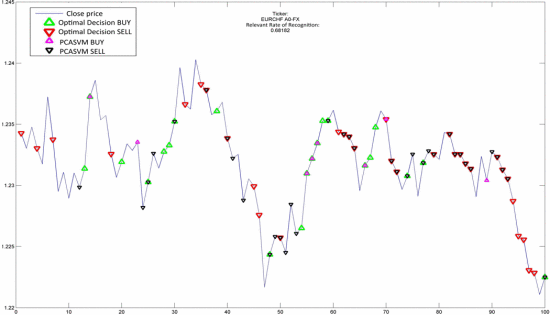 1.245
Close price
Optimal Decision BUY
Optimal Decision SELL
PCASVM BUY
PCASVM SELL
Ticker:
EURCHF A0-FX
Relevant Rate of Recognition:
0.68182
1.24
1.235
1.23
1.225
1.22
0 10 20 30 40 50 60 70 80 90 100